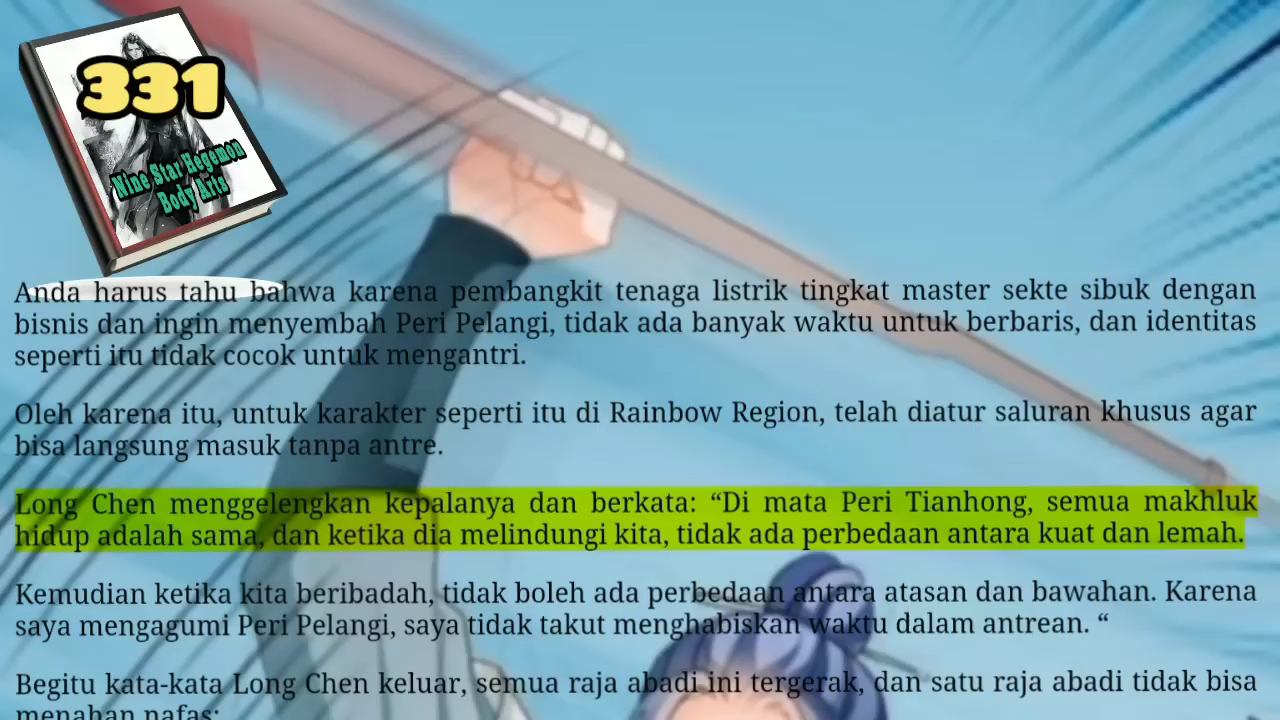 331
Nine Star Hegemon
Body Arts
Anda harus tahu bahwa karena pembangkit tenaga listrik tingkat master sekte sibuk dengan
bisnis dan ingin menyembah Peri Pelangi, tidak ada banyak waktu untuk berbaris, dan identitas
seperti itu tidak cocok untuk mengantri.
Oleh karena itu, untuk karakter seperti itu di Rainbow Region, telah diatur saluran khusus agar
bisa langsung masuk tanpa antre.
Long Chen menggelengkan kepalanya dan berkata: “Di mata Peri Tianhong, semua makhluk
hidup adalah sama, dan ketika dia melindungi kita, tidak ada perbedaan antara kuat dan lemah.
Kemudian ketika kita beribadah, tidak boleh ada perbedaan antara atasan dan bawahan. Karena
saya mengagumi Peri Pelangi, saya tidak takut menghabiskan waktu dalam antrean. “
Begitu kata-kata Long Chen keluar, semua raja abadi ini tergerak, dan satu raja abadi tidak bisa
menahan nafas: